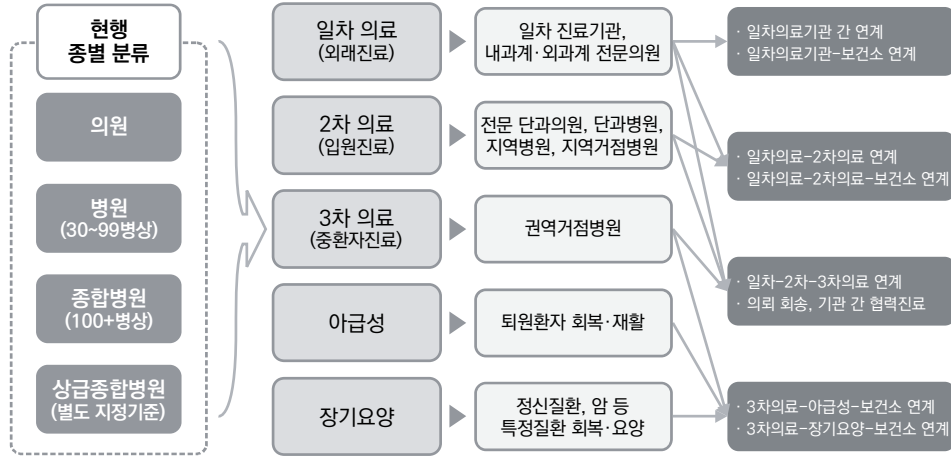 현행
종별 분류
의원
병원
(30~99병상)
종합병원
(100+병상)
상급종합병원
(별도 지정기준)
일차 의료
(외래진료)
일차 진료기관,
내과계·외과계 전문의원
2차 의료
(입원진료)
전문 단과의원, 단과병원,
지역병원, 지역거점병원
3차 의료
(중환자진료)
권역거점병원
아급성
퇴원환자 회복·재활
장기요양
정신질환, 암 등
특정질환 회복·요양
· 일차의료기관 간 연계
· 일차의료기관-보건소 연계
· 일차의료-2차의료 연계
· 일차의료-2차의료-보건소 연계
· 일차-2차-3차의료 연계
· 의뢰 회송, 기관 간 협력진료
· 3차의료-아급성-보건소 연계
· 3차의료-장기요양-보건소 연계